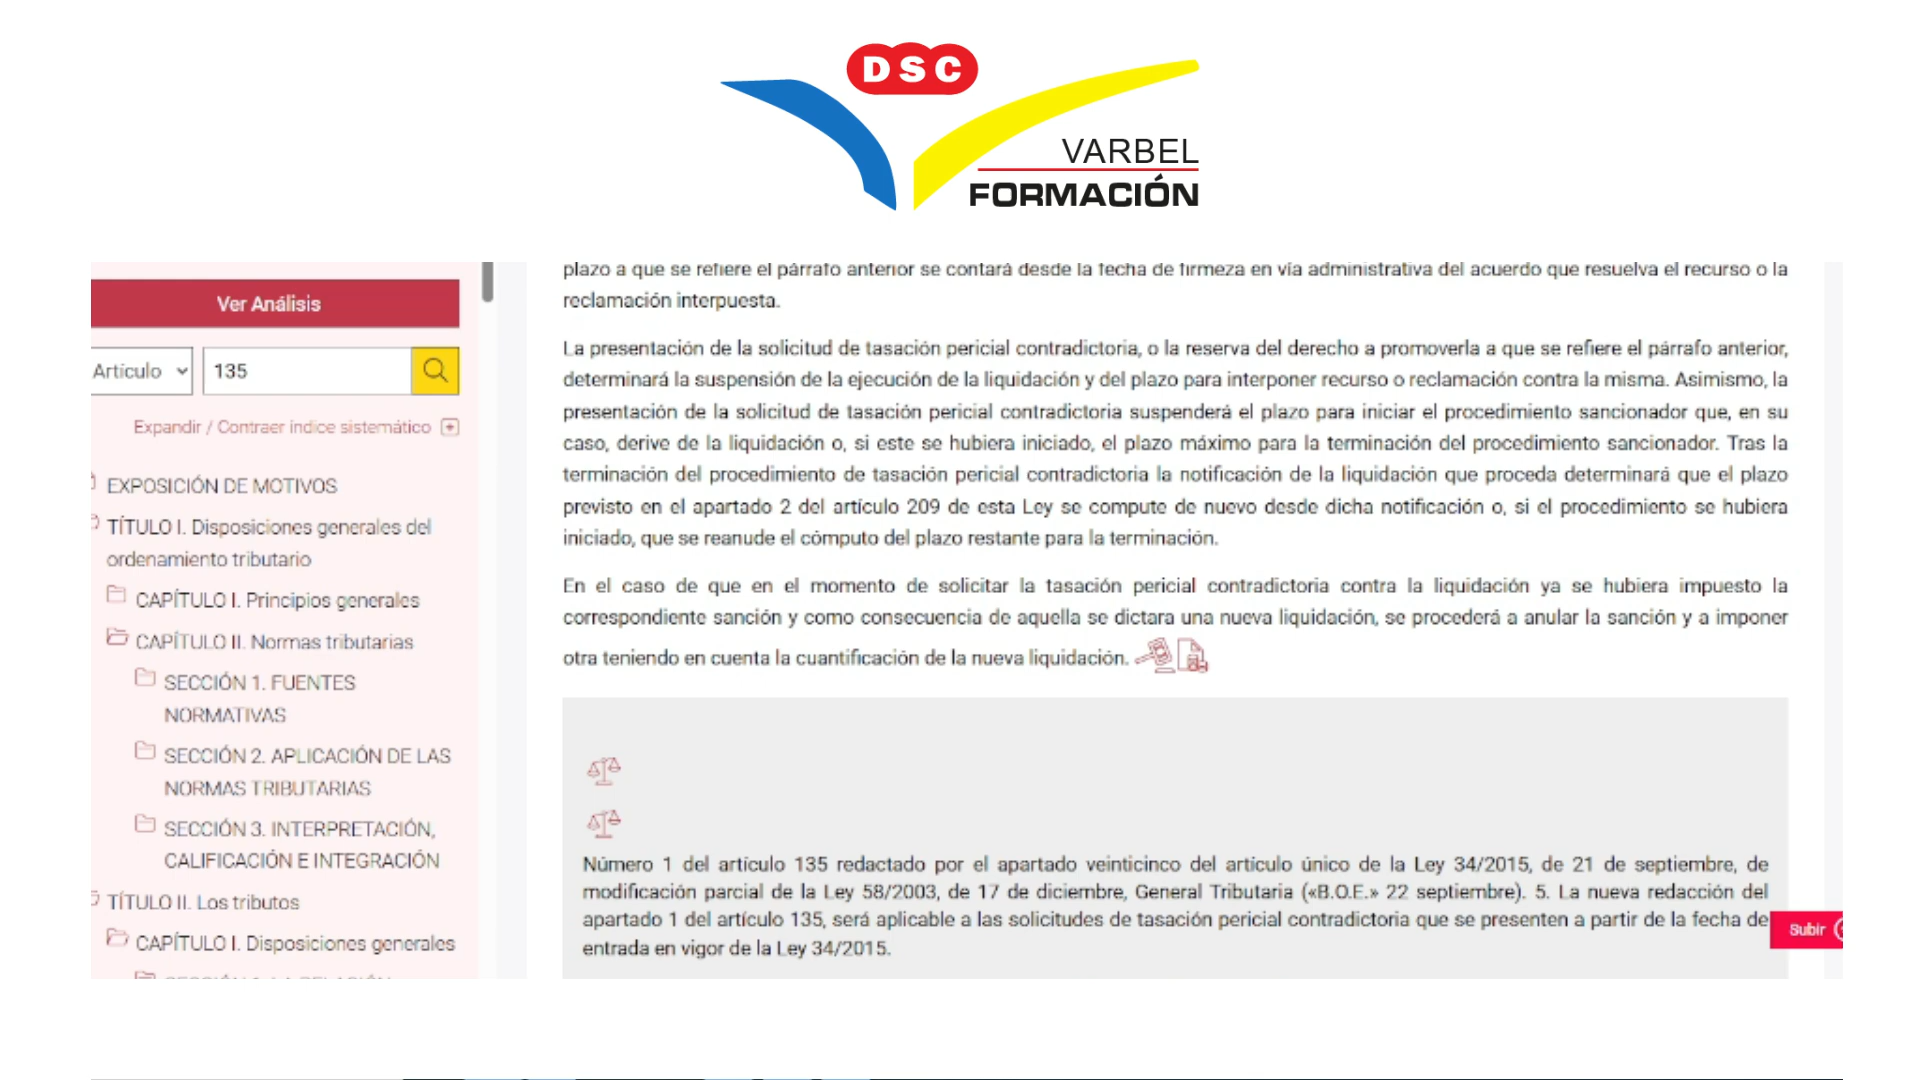 DSC
VARBEL
FORMACIÓN
Ver Análisis
Artículo 135
Expandir / Contraer índice sistemático
EXPOSICIÓN DE MOTIVOS
TÍTULO I. Disposiciones generales del
ordenamiento tributario
CAPÍTULO I. Principios generales
CAPÍTULO II. Normas tributarias
SECCIÓN 1. FUENTES
NORMATIVAS
SECCIÓN 2. APLICACIÓN DE LAS
NORMAS TRIBUTARIAS
SECCIÓN 3. INTERPRETACIÓN,
CALIFICACIÓN E INTEGRACIÓN
TÍTULO II. Los tributos
CAPÍTULO I. Disposiciones generales
plazo a que se refiere el párrafo anterior se contará desde la fecha de firmeza en vía administrativa del acuerdo que resuelva el recurso o la
reclamación interpuesta.
La presentación de la solicitud de tasación pericial contradictoria, o la reserva del derecho a promoverla a que se refiere el párrafo anterior,
determinará la suspensión de la ejecución de la liquidación y del plazo para interponer recurso o reclamación contra la misma. Asimismo, la
presentación de la solicitud de tasación pericial contradictoria suspenderá el plazo para iniciar el procedimiento sancionador que, en su
caso, derive de la liquidación o, si este se hubiera iniciado, el plazo máximo para la terminación del procedimiento sancionador. Tras la
terminación del procedimiento de tasación pericial contradictoria la notificación de la liquidación que proceda determinará que el plazo
previsto en el apartado 2 del artículo 209 de esta Ley se compute de nuevo desde dicha notificación o, si el procedimiento se hubiera
iniciado, que se reanude el cómputo del plazo restante para la terminación.
En el caso de que en el momento de solicitar la tasación pericial contradictoria contra la liquidación ya se hubiera impuesto la
correspondiente sanción y como consecuencia de aquella se dictara una nueva liquidación, se procederá a anular la sanción y a imponer
otra teniendo en cuenta la cuantificación de la nueva liquidación.
Número 1 del artículo 135 redactado por el apartado veinticinco del artículo único de la Ley 34/2015, de 21 de septiembre, de
modificación parcial de la Ley 58/2003, de 17 de diciembre, General Tributaria («B.O.E.» 22 septiembre). 5. La nueva redacción del
apartado 1 del artículo 135, será aplicable a las solicitudes de tasación pericial contradictoria que se presenten a partir de la fecha de
entrada en vigor de la Ley 34/2015.
Subir